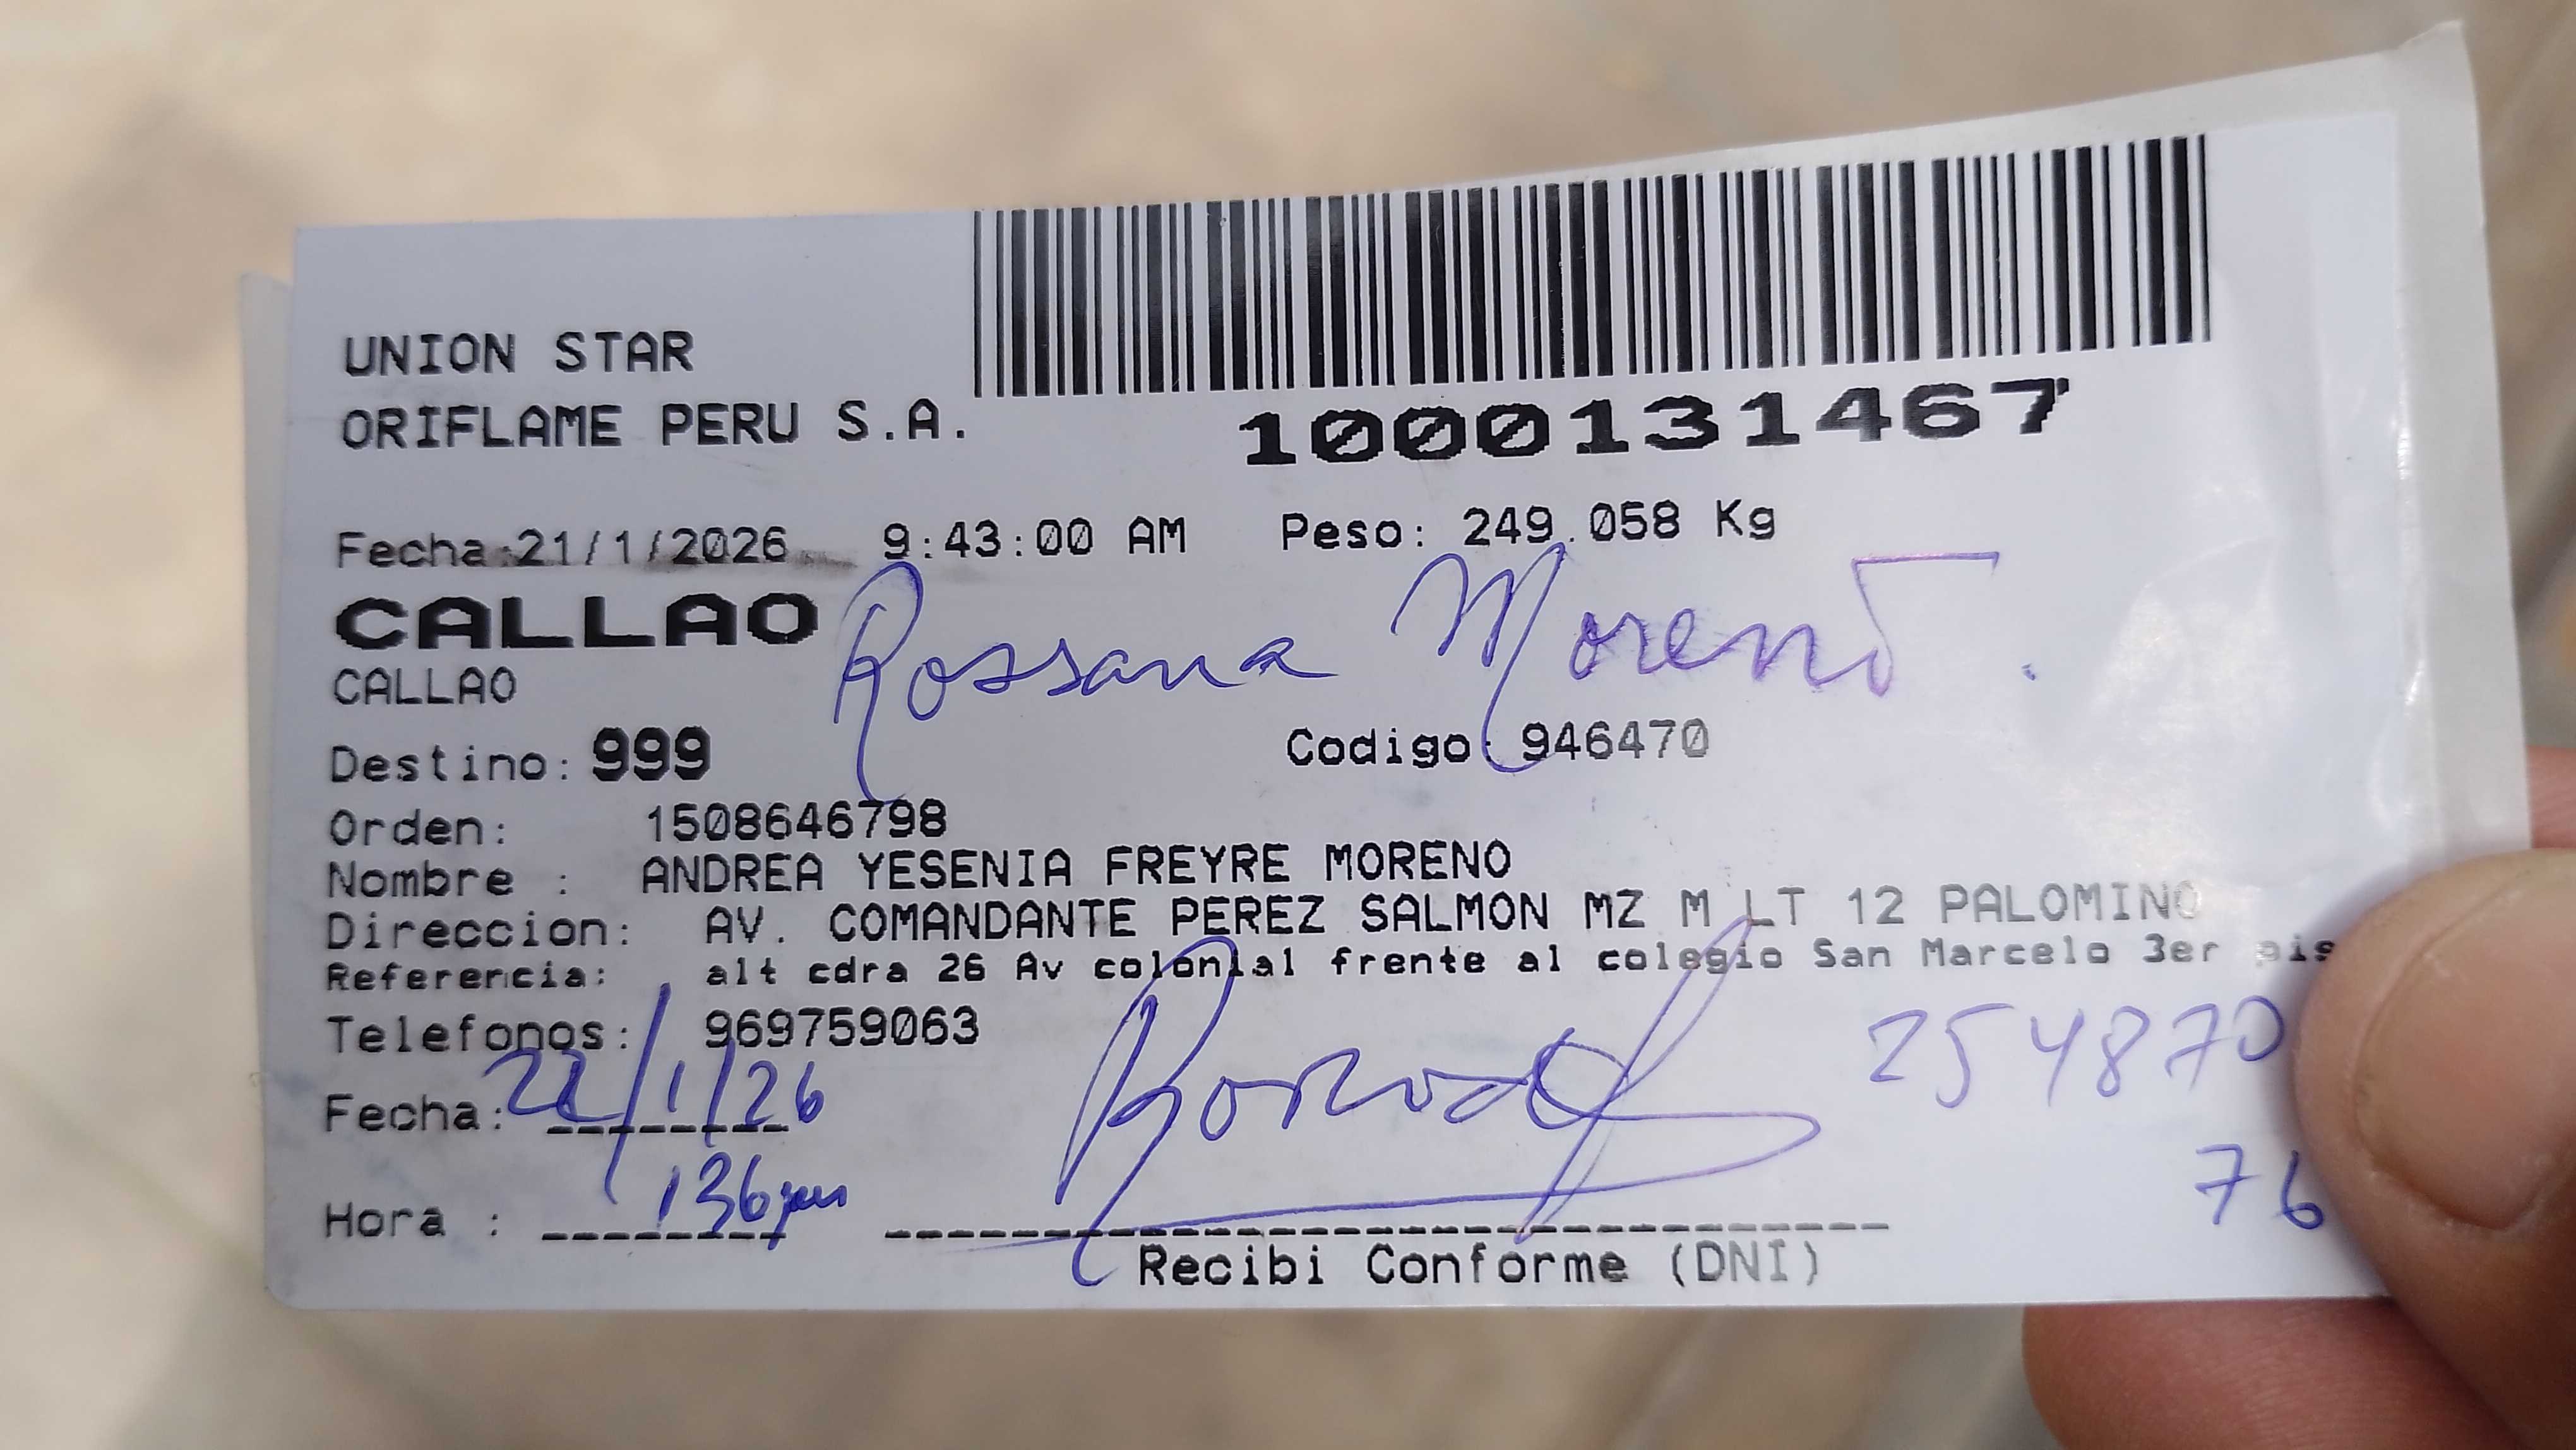 UNION STAR
ORIFLAME PERU S.A.
1000131467
Fecha:21/1/2026 9:43:00 AM Peso: 249.058 Kg
CALLAO
Rossana Moreno.
CALLAO
Destino: 999 Codigo: 946470
Orden: 1508646798
Nombre : ANDREA YESENIA FREYRE MORENO
Direccion: AV. COMANDANTE PEREZ SALMON MZ M LT 12 PALOMINO
Referencia: alt cdra 26 Av colonial frente al colegio San Marcelo 3er pis
Telefonos: 969759063
254870
Fecha: 22/1/26
76
Hora : 136pm
Recibi Conforme (DNI)